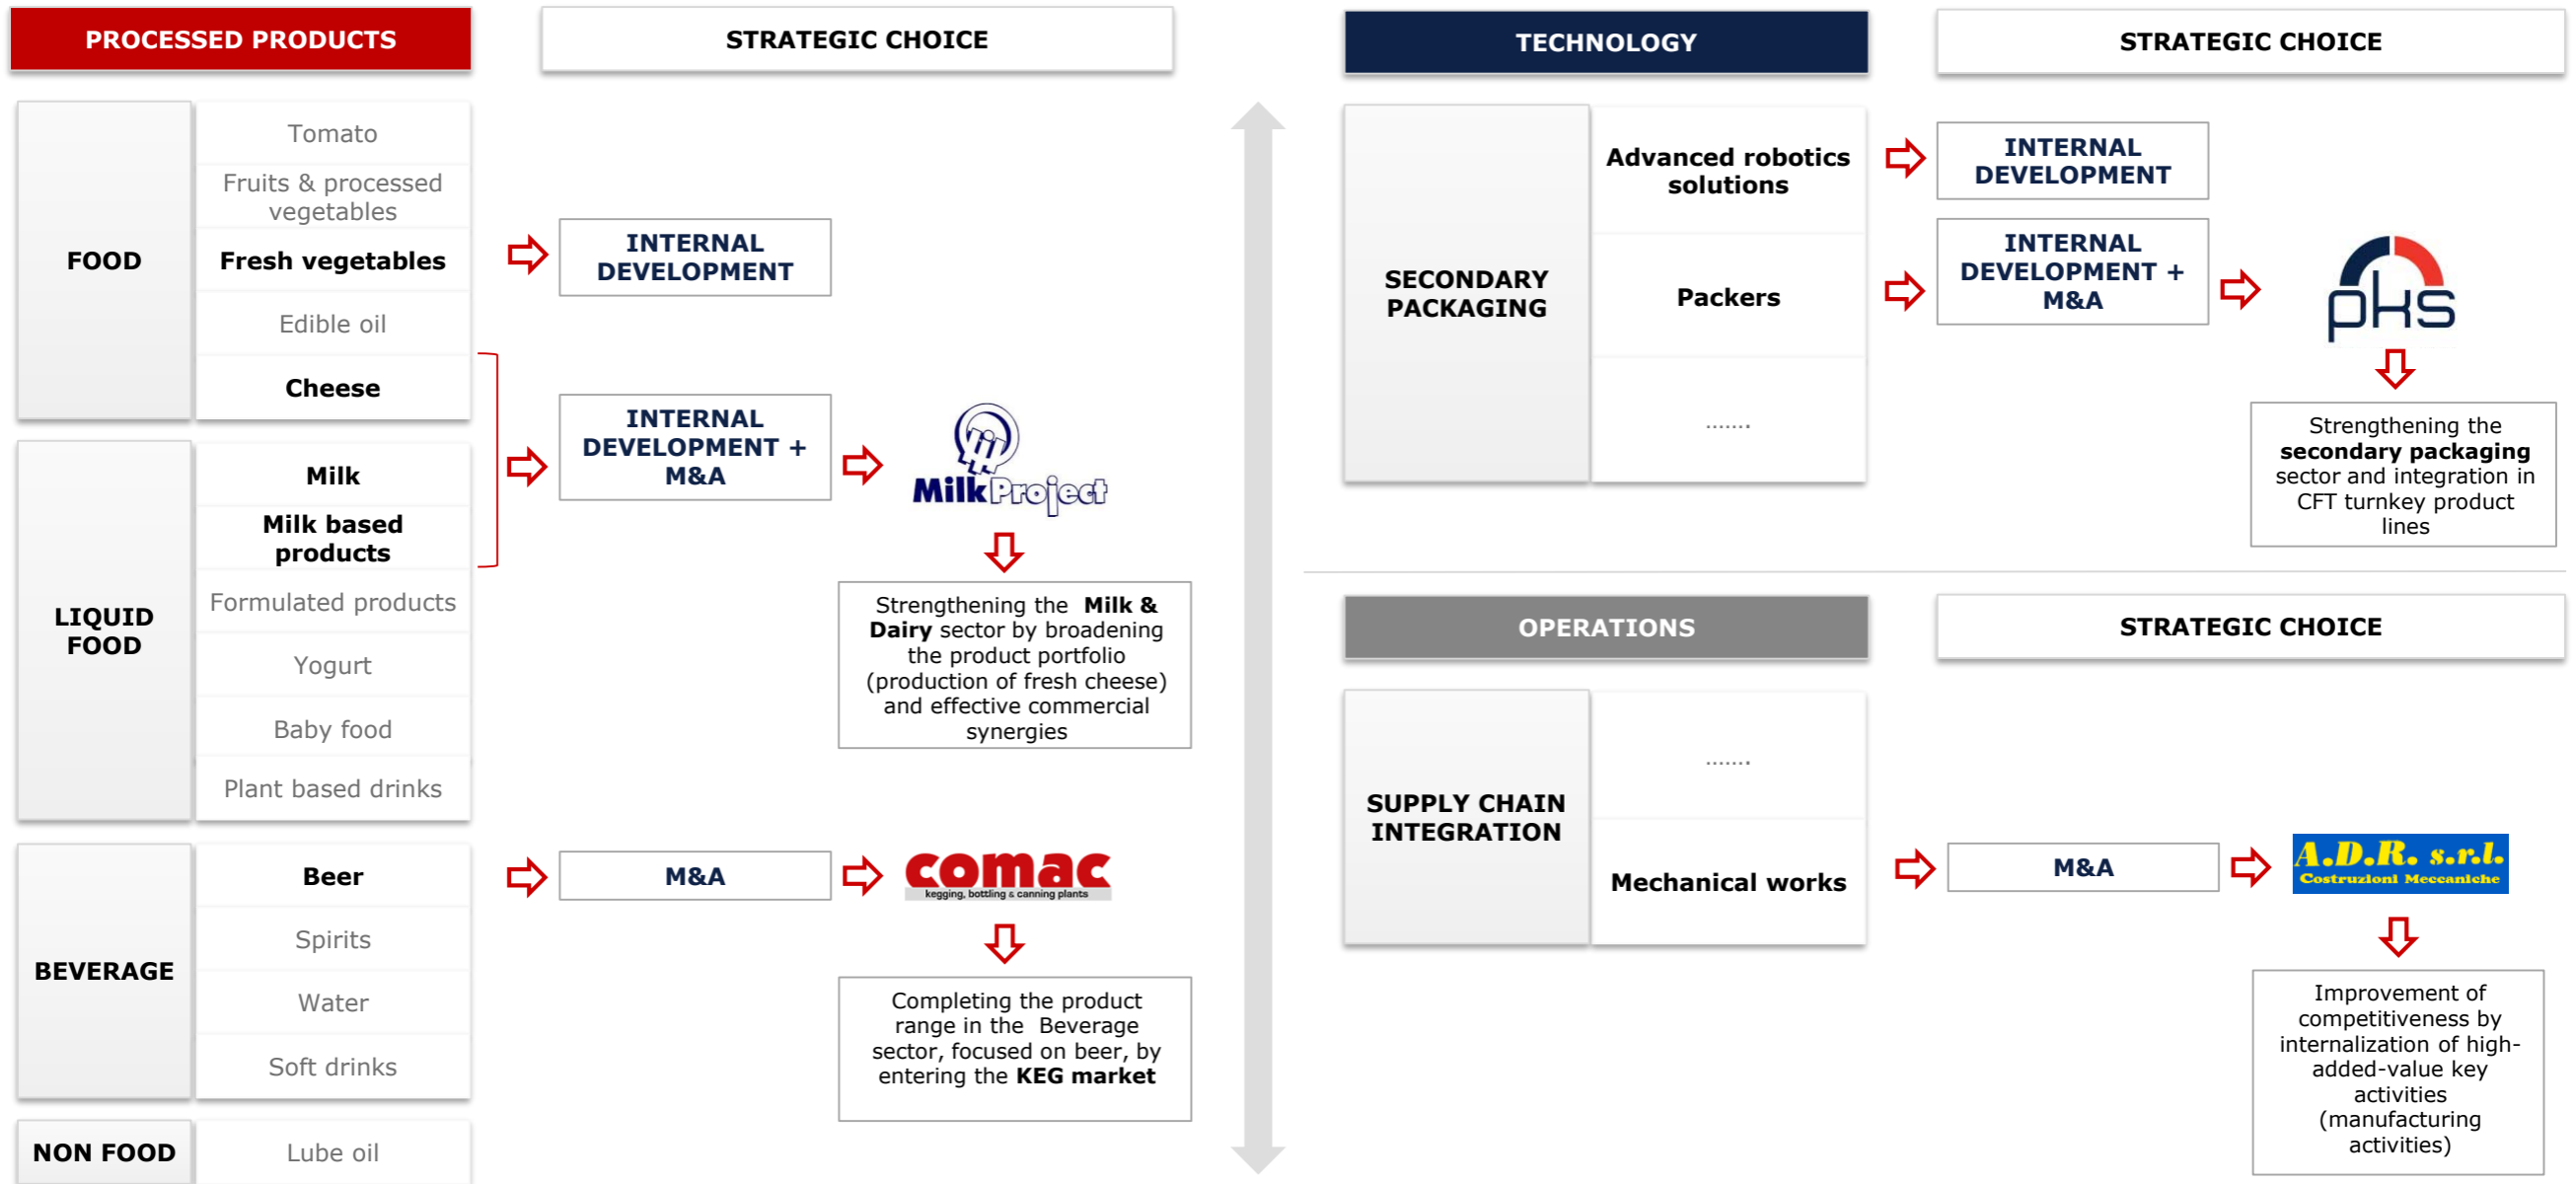 PROCESSED PRODUCTS
STRATEGIC CHOICE
FOOD
Tomato
Fruits & processed
vegetables
Fresh vegetables
Edible oil
Cheese
INTERNAL
DEVELOPMENT
LIQUID
FOOD
Milk
Milk based
products
Formulated products
Yogurt
Baby food
Plant based drinks
INTERNAL
DEVELOPMENT +
M&A
MilkProject
Strengthening the Milk &
Dairy sector by broadening
the product portfolio
(production of fresh cheese)
and effective commercial
synergies
BEVERAGE
Beer
Spirits
Water
Soft drinks
M&A
comac
kegging, bottling & canning plants
Completing the product
range in the Beverage
sector, focused on beer, by
entering the KEG market
NON FOOD
Lube oil
TECHNOLOGY
STRATEGIC CHOICE
SECONDARY
PACKAGING
Advanced robotics
solutions
Packers
.......
INTERNAL
DEVELOPMENT
INTERNAL
DEVELOPMENT +
M&A
pks
Strengthening the
secondary packaging
sector and integration in
CFT turnkey product
lines
OPERATIONS
STRATEGIC CHOICE
SUPPLY CHAIN
INTEGRATION
.......
Mechanical works
M&A
A.D.R. s.r.l.
Costruzioni Meccaniche
Improvement of
competitiveness by
internalization of high-
added-value key
activities
(manufacturing
activities)